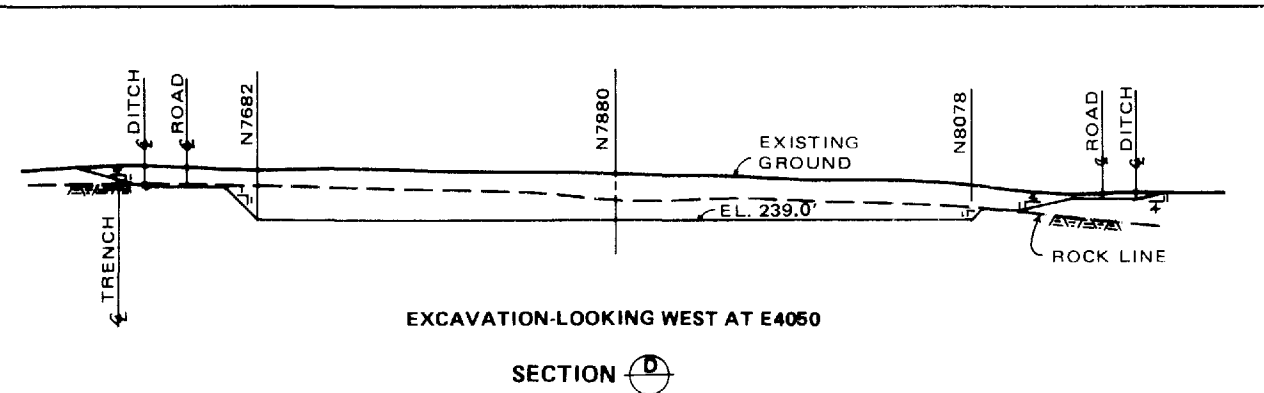 DITCH
ROAD
N7682
N7880
N8078
ROAD
DITCH
EXISTING
GROUND
EL. 239.0'
TRENCH
ROCK LINE
EXCAVATION-LOOKING WEST AT E4050
SECTION D